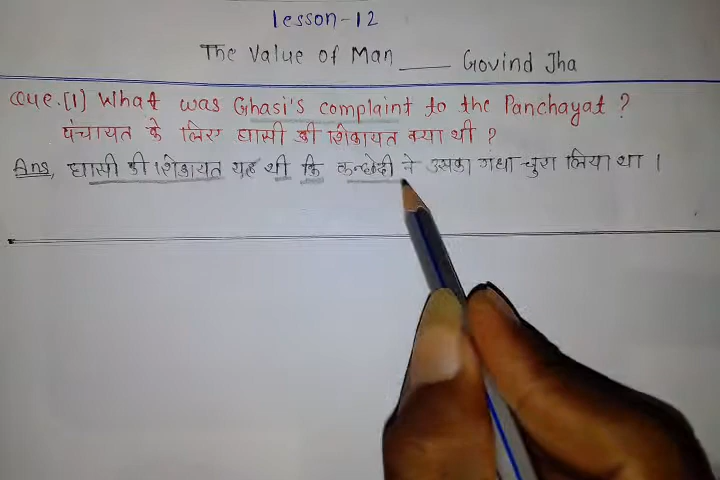 lesson-12
The Value of Man ____ Govind Jha
Que.[1] What was Ghasi's complaint to the Panchayat ?
पंचायत के लिए घासी की शिकायत क्या थी ?
Ans, घासी की शिकायत यह थी कि कन्छेदी ने उसका गधा चुरा लिया था ।